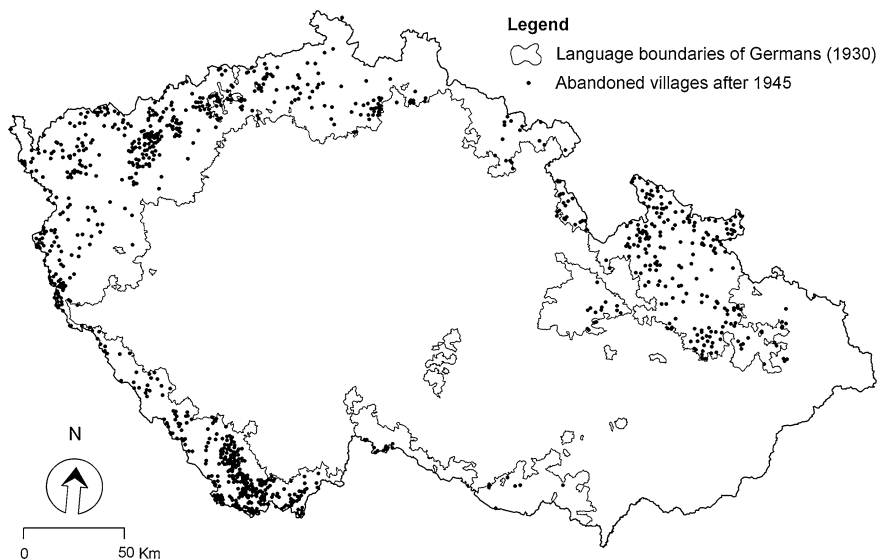 Legend
Language boundaries of Germans (1930)
Abandoned villages after 1945
N
0 50 Km